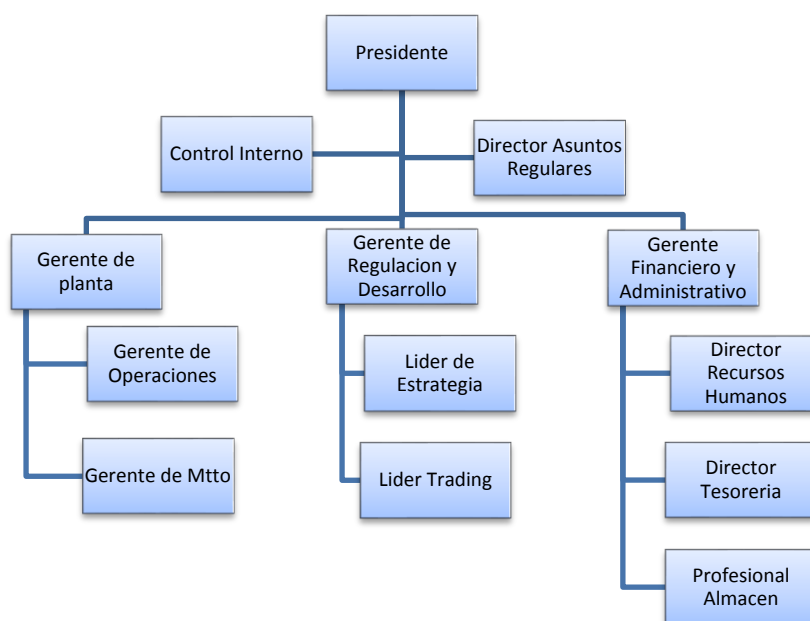 Presidente
Control Interno
Director Asuntos
Regulares
Gerente de
planta
Gerente de
Regulacion y
Desarrollo
Gerente
Financiero y
Administrativo
Gerente de
Operaciones
Lider de
Estrategia
Director
Recursos
Humanos
Gerente de Mtto
Lider Trading
Director
Tesoreria
Profesional
Almacen